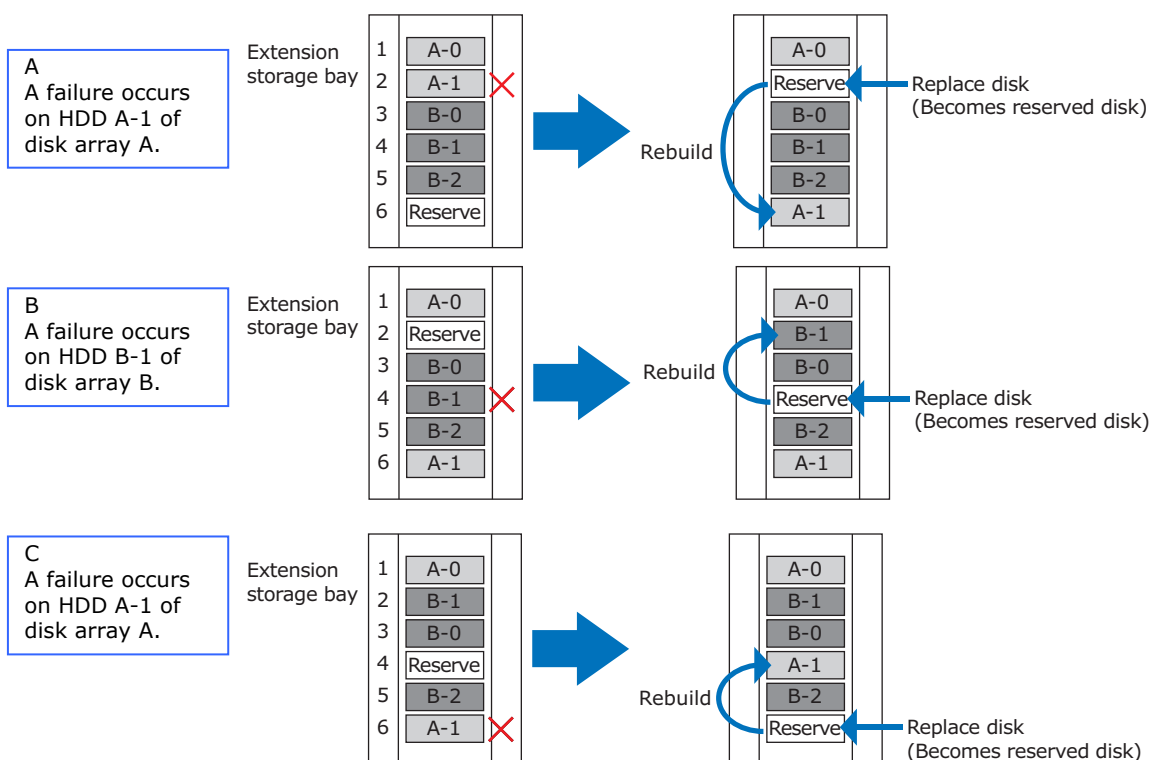 A
A failure occurs
on HDD A-1 of
disk array A.
Extension
storage bay
1
A-0
2
A-1
3
B-0
4
B-1
5
B-2
6
Reserve
A-0
Reserve
B-0
B-1
B-2
A-1
Rebuild
Replace disk
(Becomes reserved disk)
B
A failure occurs
on HDD B-1 of
disk array B.
Extension
storage bay
1
A-0
2
Reserve
3
B-0
4
B-1
5
B-2
6
A-1
A-0
B-1
B-0
Reserve
B-2
A-1
Rebuild
Replace disk
(Becomes reserved disk)
C
A failure occurs
on HDD A-1 of
disk array A.
Extension
storage bay
1
A-0
2
B-1
3
B-0
4
Reserve
5
B-2
6
A-1
A-0
B-1
B-0
A-1
B-2
Reserve
Rebuild
Replace disk
(Becomes reserved disk)